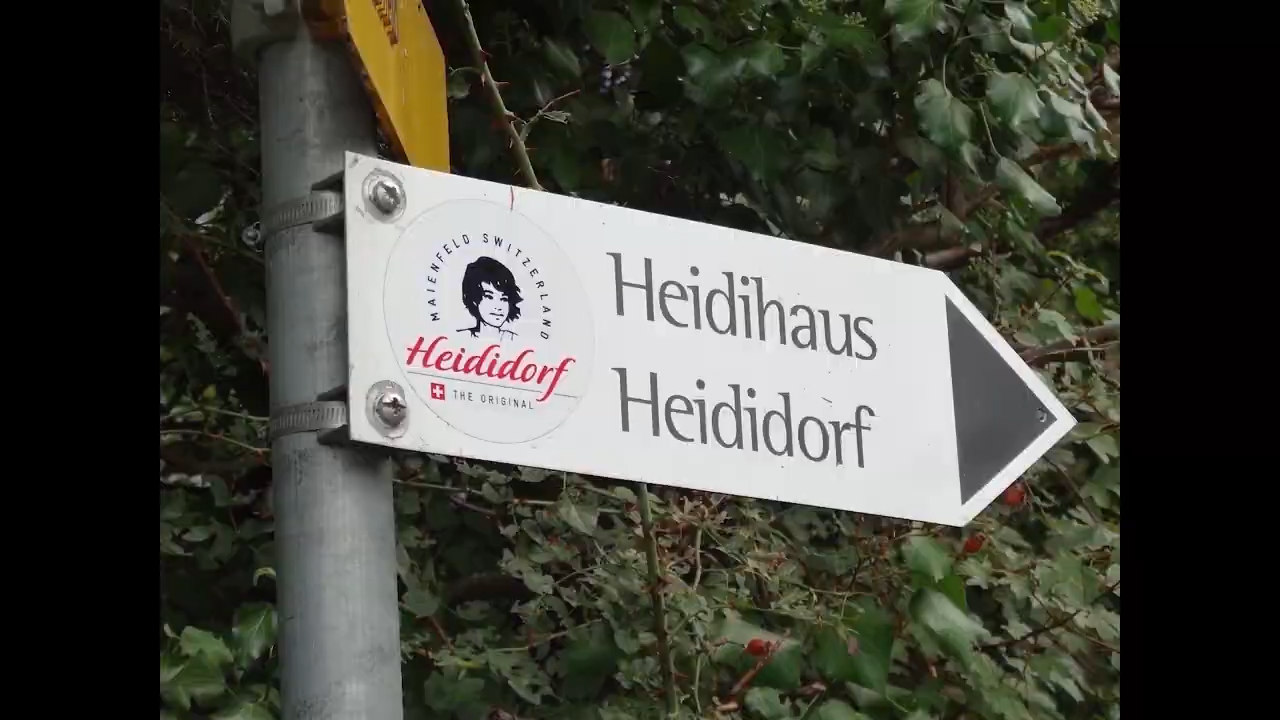 MAIENFELD SWITZERLAND
Heididorf
THE ORIGINAL
Heidihaus
Heididorf